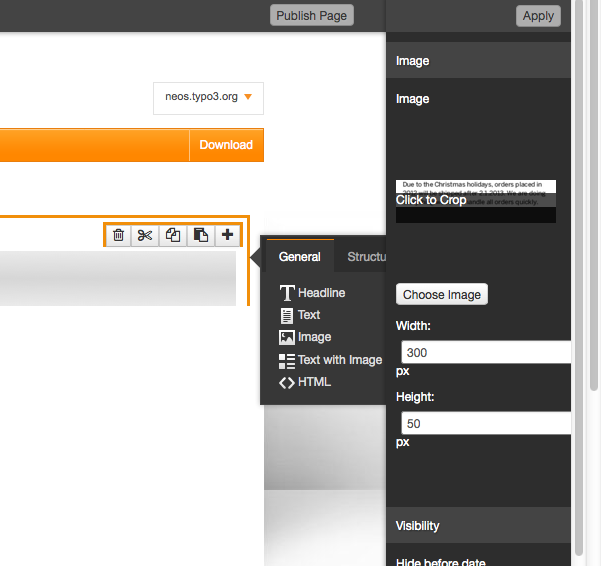 Publish Page
Apply
neos.typo3.org
Download
General
Structu
Headline
Text
Image
Text with Image
HTML
Image
Image
Due to the Christmas holidays, orders placed in
2012 will be shipped after 2.1.2013. We are doing
Click to Crop
andle all orders quickly.
Choose Image
Width:
300
px
Height:
50
px
Visibility
Hide before date